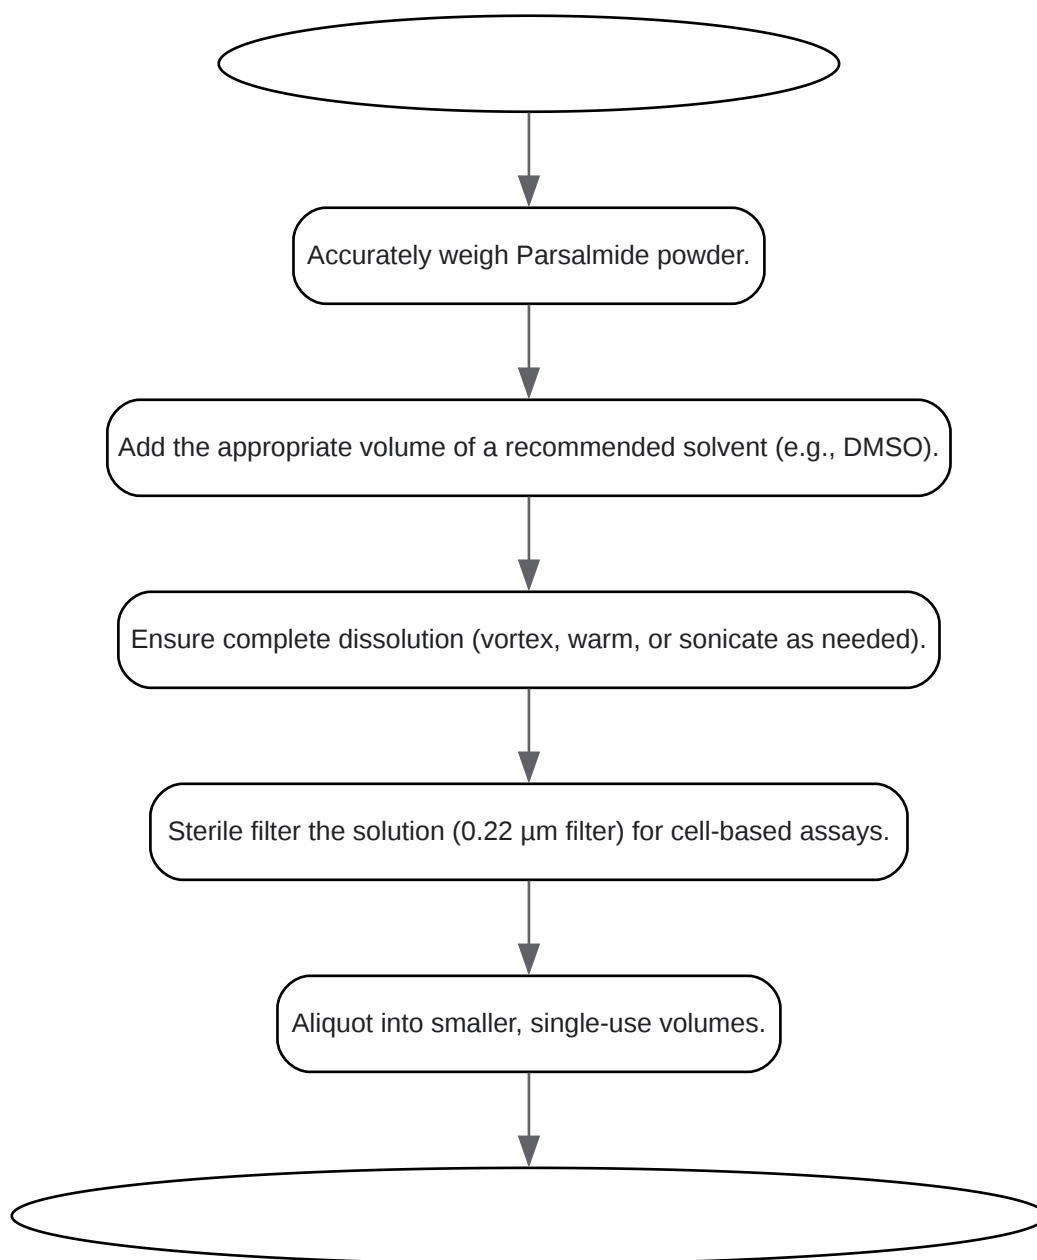 Accurately weigh Parsalmide powder.
Add the appropriate volume of a recommended solvent (e.g., DMSO).
Ensure complete dissolution (vortex, warm, or sonicate as needed).
Sterile filter the solution (0.22 µm filter) for cell-based assays.
Aliquot into smaller, single-use volumes.